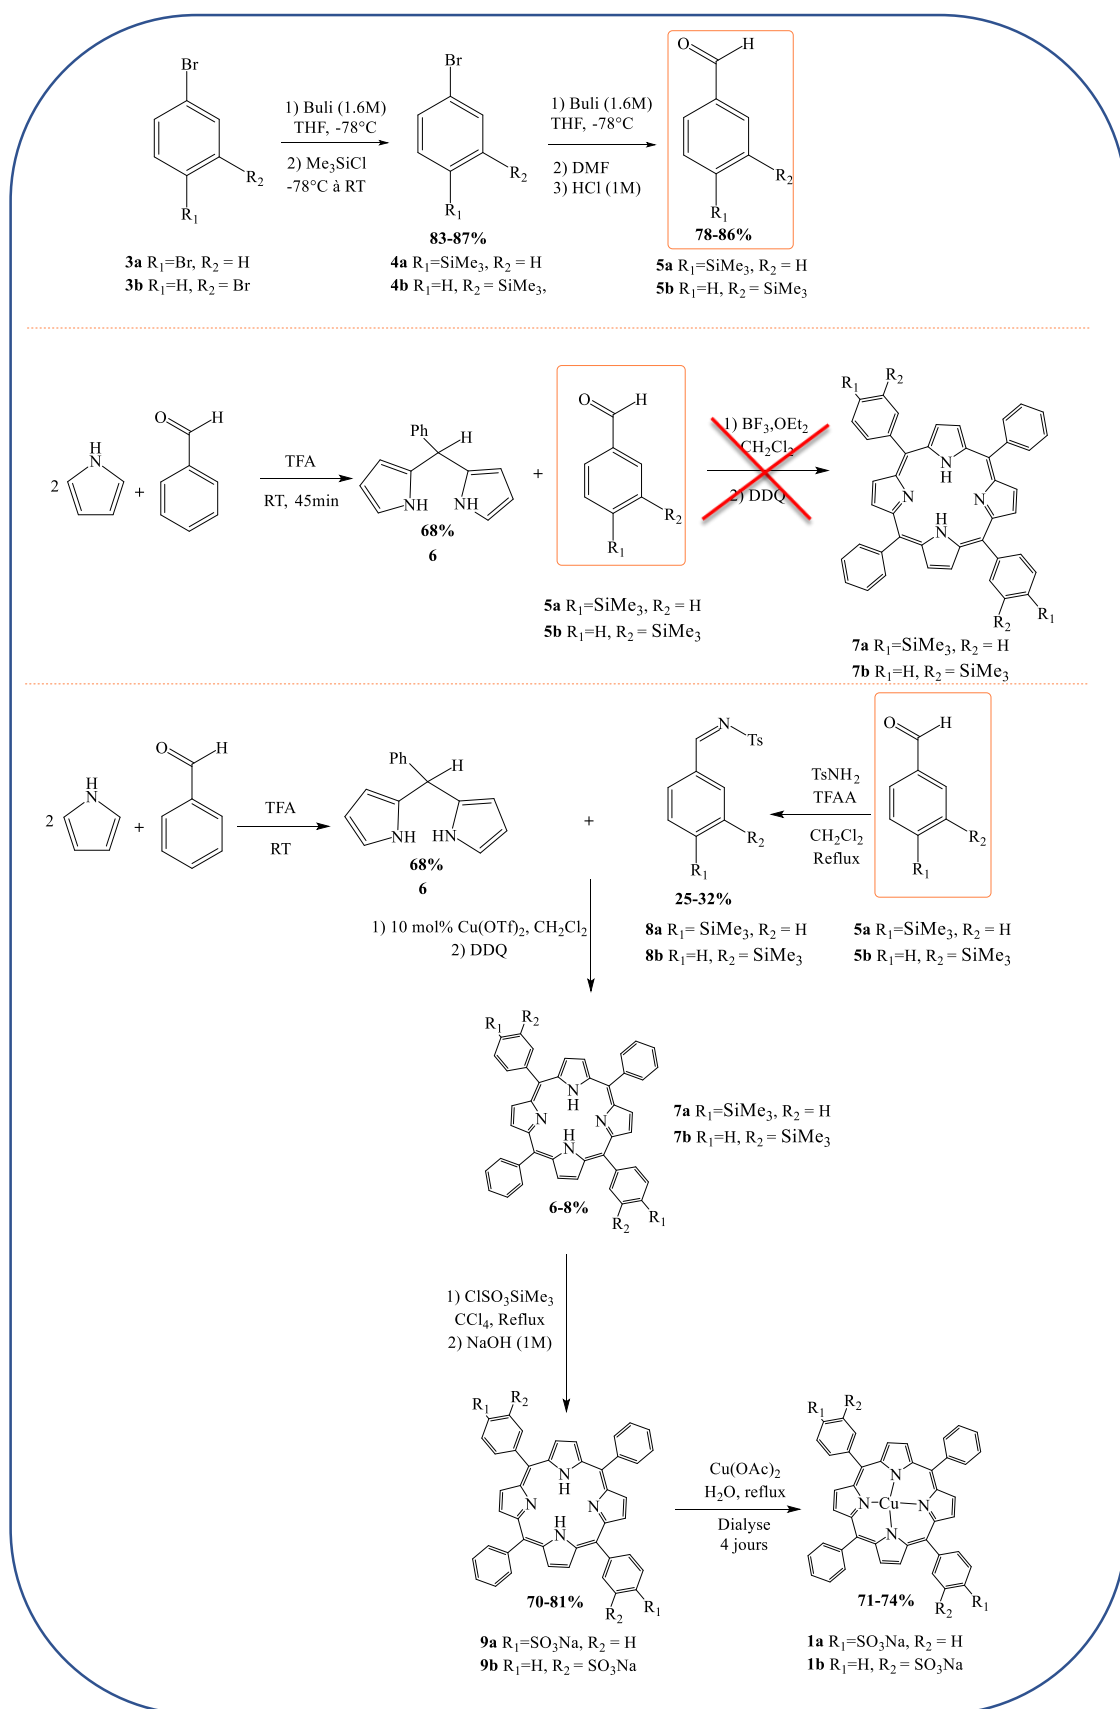 Br
1) Buli (1.6M)
THF, -78°C
2) Me3SiCl
-78°C à RT
R2
R1
3a R1=Br, R2 = H
3b R1=H, R2 = Br
Br
R2
R1
83-87%
4a R1=SiMe3, R2 = H
4b R1=H, R2 = SiMe3,
1) Buli (1.6M)
THF, -78°C
2) DMF
3) HCl (1M)
O H
R2
R1
78-86%
5a R1=SiMe3, R2 = H
5b R1=H, R2 = SiMe3
2
H
N
+
O H
TFA
RT, 45min
Ph H
NH NH
68%
6
+
O H
R2
R1
5a R1=SiMe3, R2 = H
5b R1=H, R2 = SiMe3
1) BF3,OEt2
CH2Cl2
2) DDQ
R1 R2
N
H
N N
H
N
R2 R1
7a R1=SiMe3, R2 = H
7b R1=H, R2 = SiMe3
2
H
N
+
O H
TFA
RT
Ph H
NH HN
68%
6
+
N
Ts
R2
R1
25-32%
8a R1= SiMe3, R2 = H
8b R1=H, R2 = SiMe3
TsNH2
TFAA
CH2Cl2
Reflux
O H
R2
R1
5a R1=SiMe3, R2 = H
5b R1=H, R2 = SiMe3
1) 10 mol% Cu(OTf)2, CH2Cl2
2) DDQ
R1 R2
N
H
N N
H
N
6-8%
R2 R1
7a R1=SiMe3, R2 = H
7b R1=H, R2 = SiMe3
1) ClSO3SiMe3
CCl4, Reflux
2) NaOH (1M)
R1 R2
N
H
N N
H
N
70-81%
R2 R1
9a R1=SO3Na, R2 = H
9b R1=H, R2 = SO3Na
Cu(OAc)2
H2O, reflux
Dialyse
4 jours
R1 R2
N
N Cu N
N
71-74%
R2 R1
1a R1=SO3Na, R2 = H
1b R1=H, R2 = SO3Na